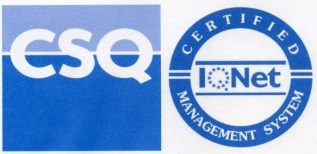 CSQ
CERTIFIED
IQNet
MANAGEMENT SYSTEM